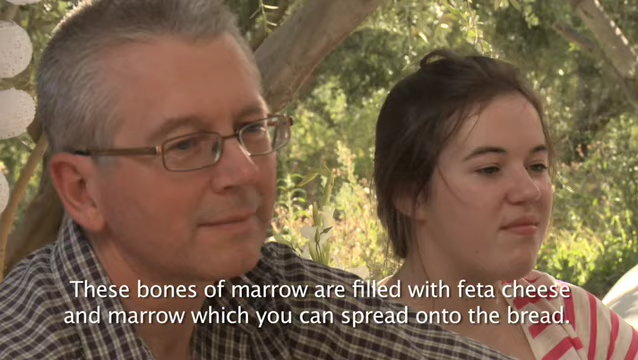 These bones of marrow are filled with feta cheese
and marrow which you can spread onto the bread.